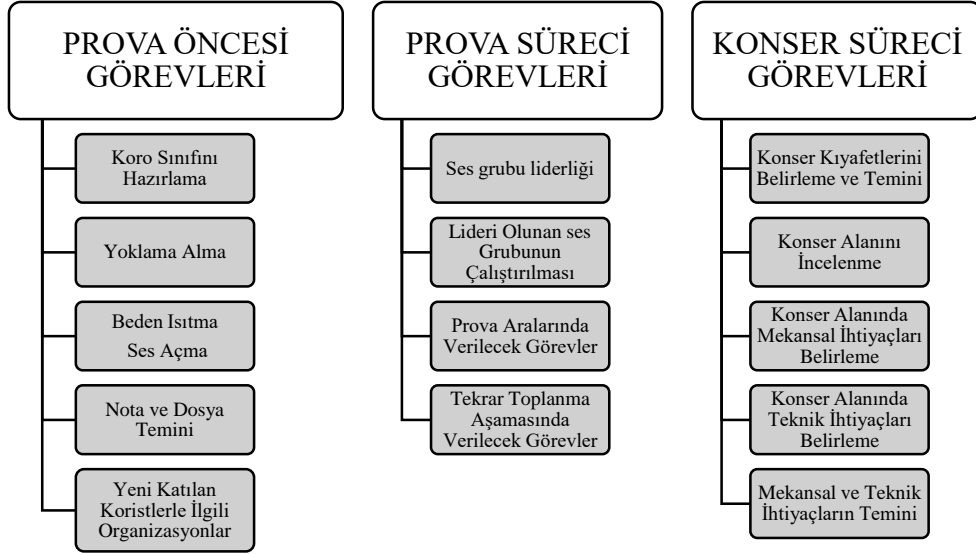 PROVA ÖNCESİ
GÖREVLERİ
Koro Sınıfını
Hazırlama
Yoklama Alma
Beden Isıtma
Ses Açma
Nota ve Dosya
Temini
Yeni Katılan
Koristlerle İlgili
Organizasyonlar
PROVA SÜRECİ
GÖREVLERİ
Ses grubu liderliği
Lideri Olunan ses
Grubunun
Çalıştırılması
Prova Aralarında
Verilecek Görevler
Tekrar Toplanma
Aşamasında
Verilecek Görevler
KONSER SÜRECİ
GÖREVLERİ
Konser Kıyafetlerini
Belirleme ve Temini
Konser Alanını
İncelenme
Konser Alanında
Mekansal İhtiyaçları
Belirleme
Konser Alanında
Teknik İhtiyaçları
Belirleme
Mekansal ve Teknik
İhtiyaçların Temini